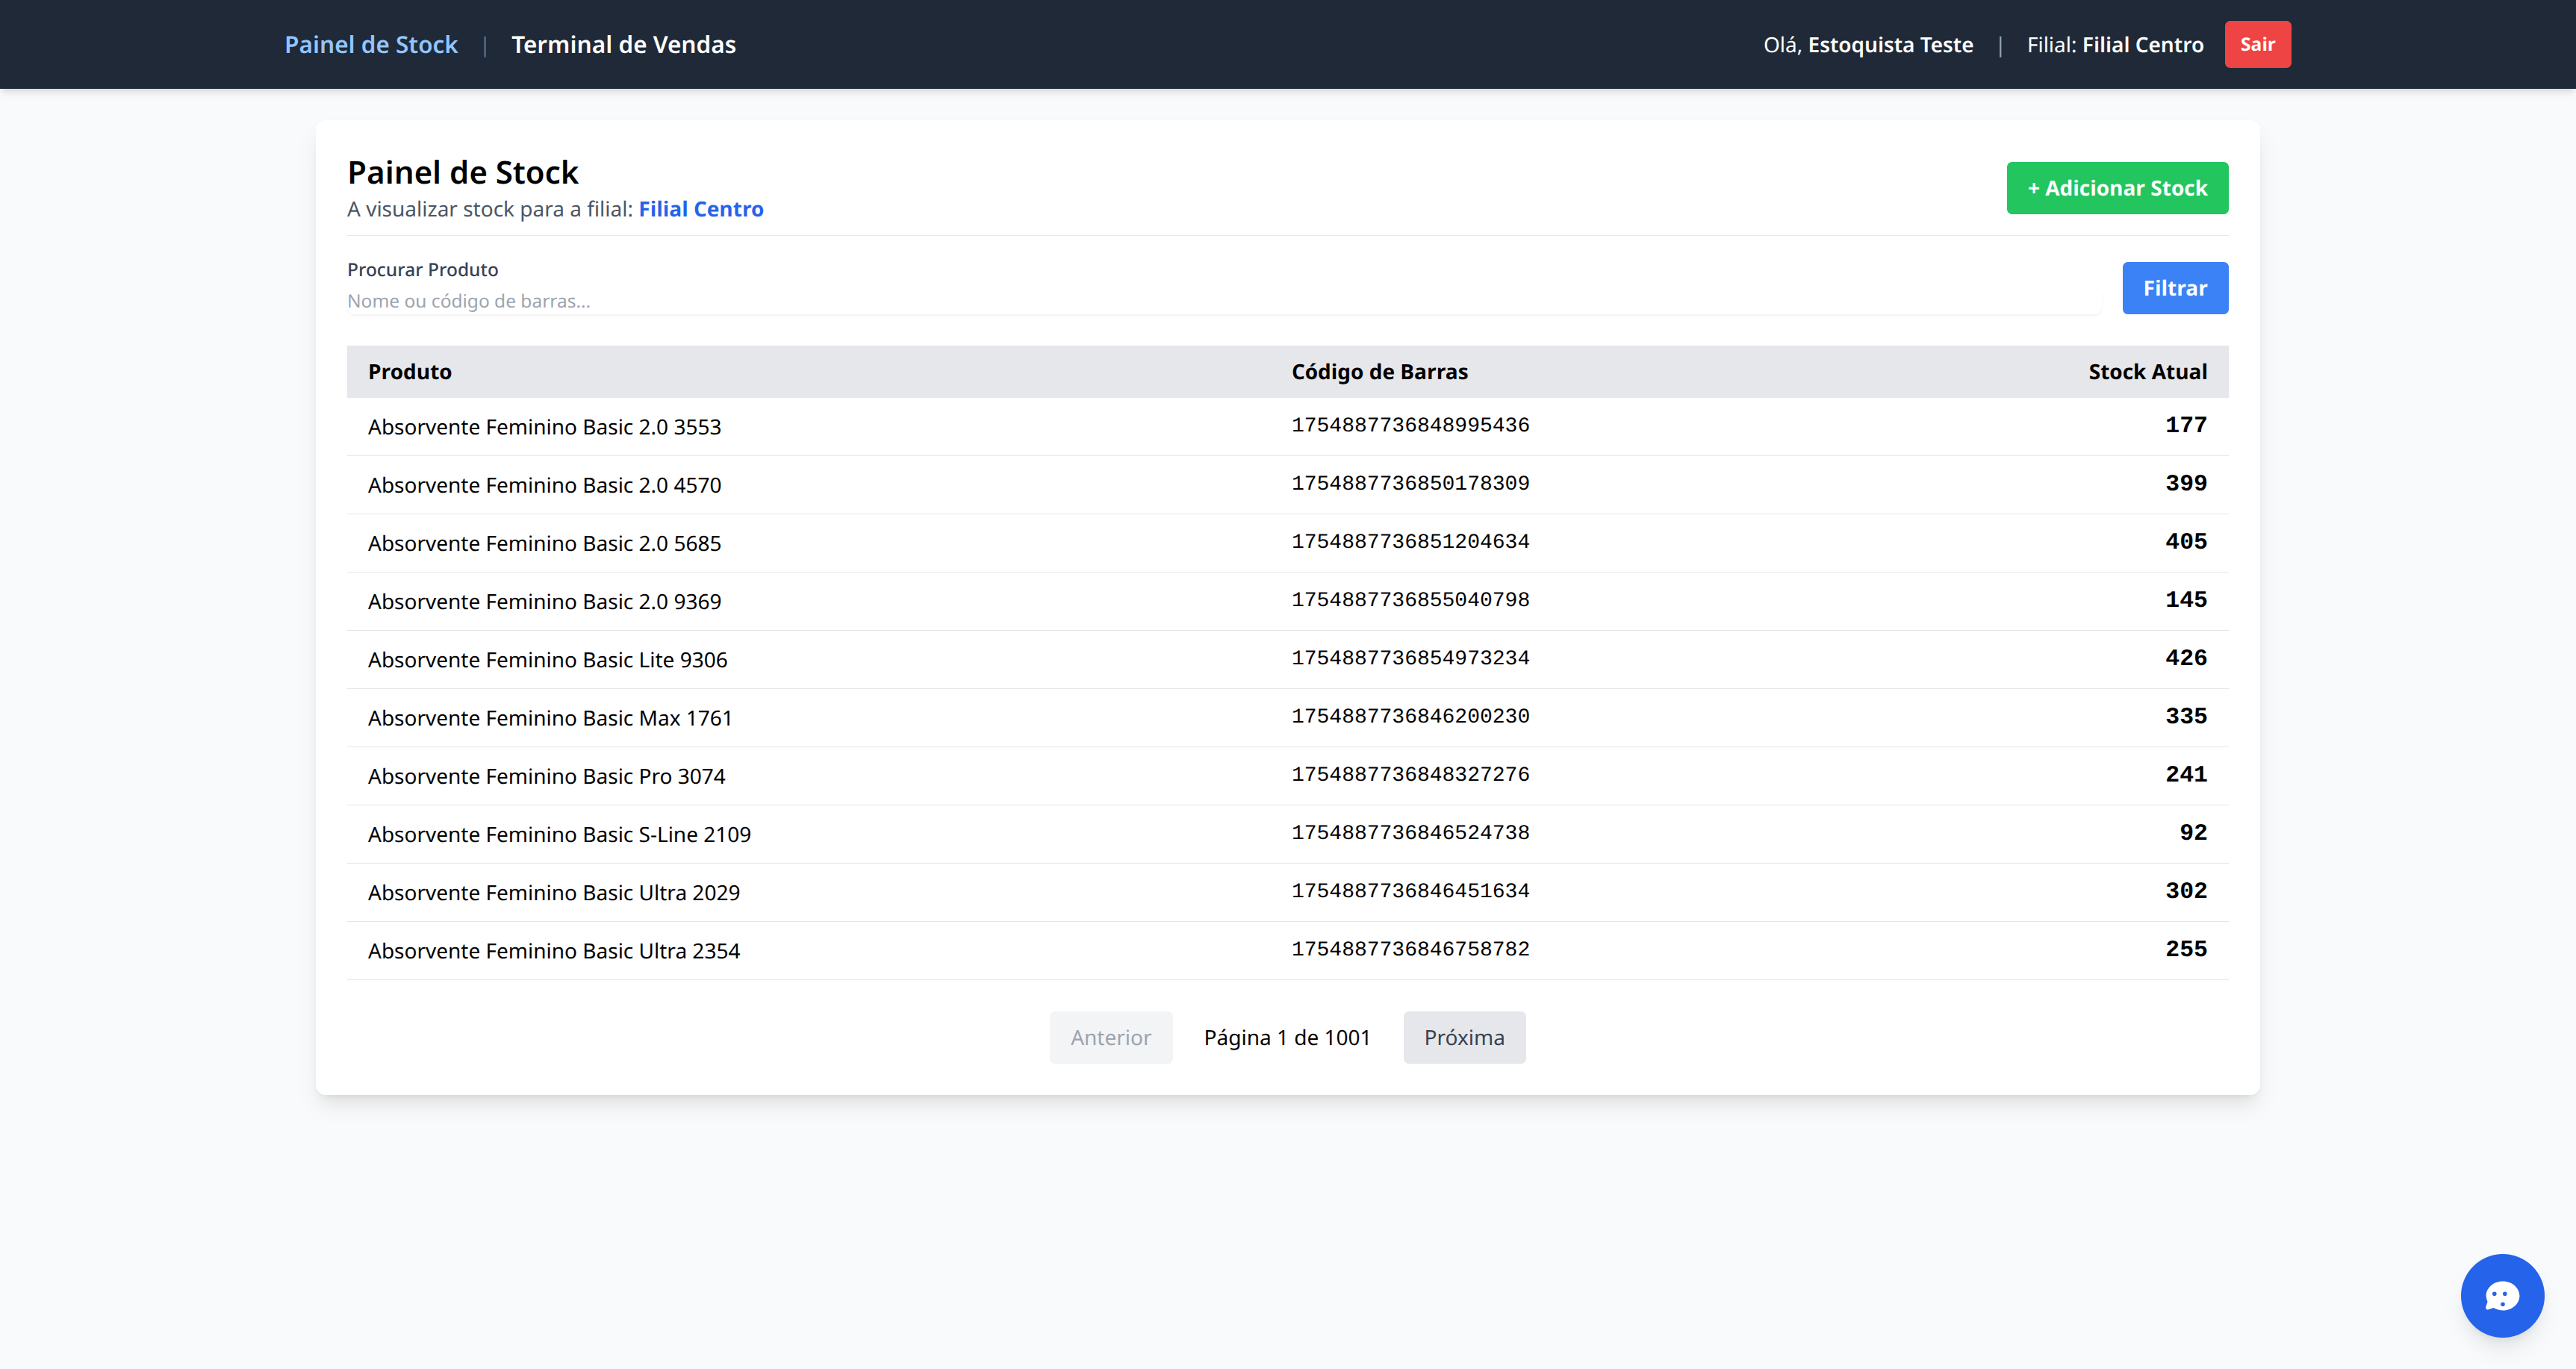 Painel de Stock | Terminal de Vendas Olá, Estoquista Teste | Filial: Filial Centro Sair
Painel de Stock
A visualizar stock para a filial: Filial Centro
+ Adicionar Stock
Procurar Produto
Nome ou código de barras...
Filtrar
Produto Código de Barras Stock Atual
Absorvente Feminino Basic 2.0 3553 1754887736848995436 177
Absorvente Feminino Basic 2.0 4570 1754887736850178309 399
Absorvente Feminino Basic 2.0 5685 1754887736851204634 405
Absorvente Feminino Basic 2.0 9369 1754887736855040798 145
Absorvente Feminino Basic Lite 9306 1754887736854973234 426
Absorvente Feminino Basic Max 1761 1754887736846200230 335
Absorvente Feminino Basic Pro 3074 1754887736848327276 241
Absorvente Feminino Basic S-Line 2109 1754887736846524738 92
Absorvente Feminino Basic Ultra 2029 1754887736846451634 302
Absorvente Feminino Basic Ultra 2354 1754887736846758782 255
Anterior Página 1 de 1001 Próxima